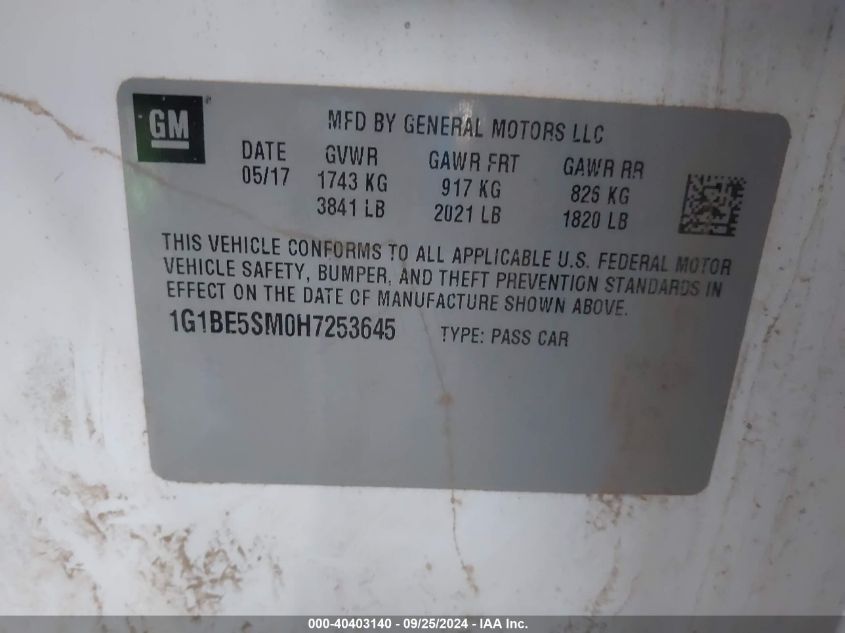 GM
MFD BY GENERAL MOTORS LLC
DATE GVWR GAWR FRT GAWR RR
05/17 1743 KG 917 KG 825 KG
3841 LB 2021 LB 1820 LB
THIS VEHICLE CONFORMS TO ALL APPLICABLE U.S. FEDERAL MOTOR
VEHICLE SAFETY, BUMPER, AND THEFT PREVENTION STANDARDS IN
EFFECT ON THE DATE OF MANUFACTURE SHOWN ABOVE.
1G1BE5SM0H7253645 TYPE: PASS CAR
000-40403140 - 09/25/2024 - IAA Inc.